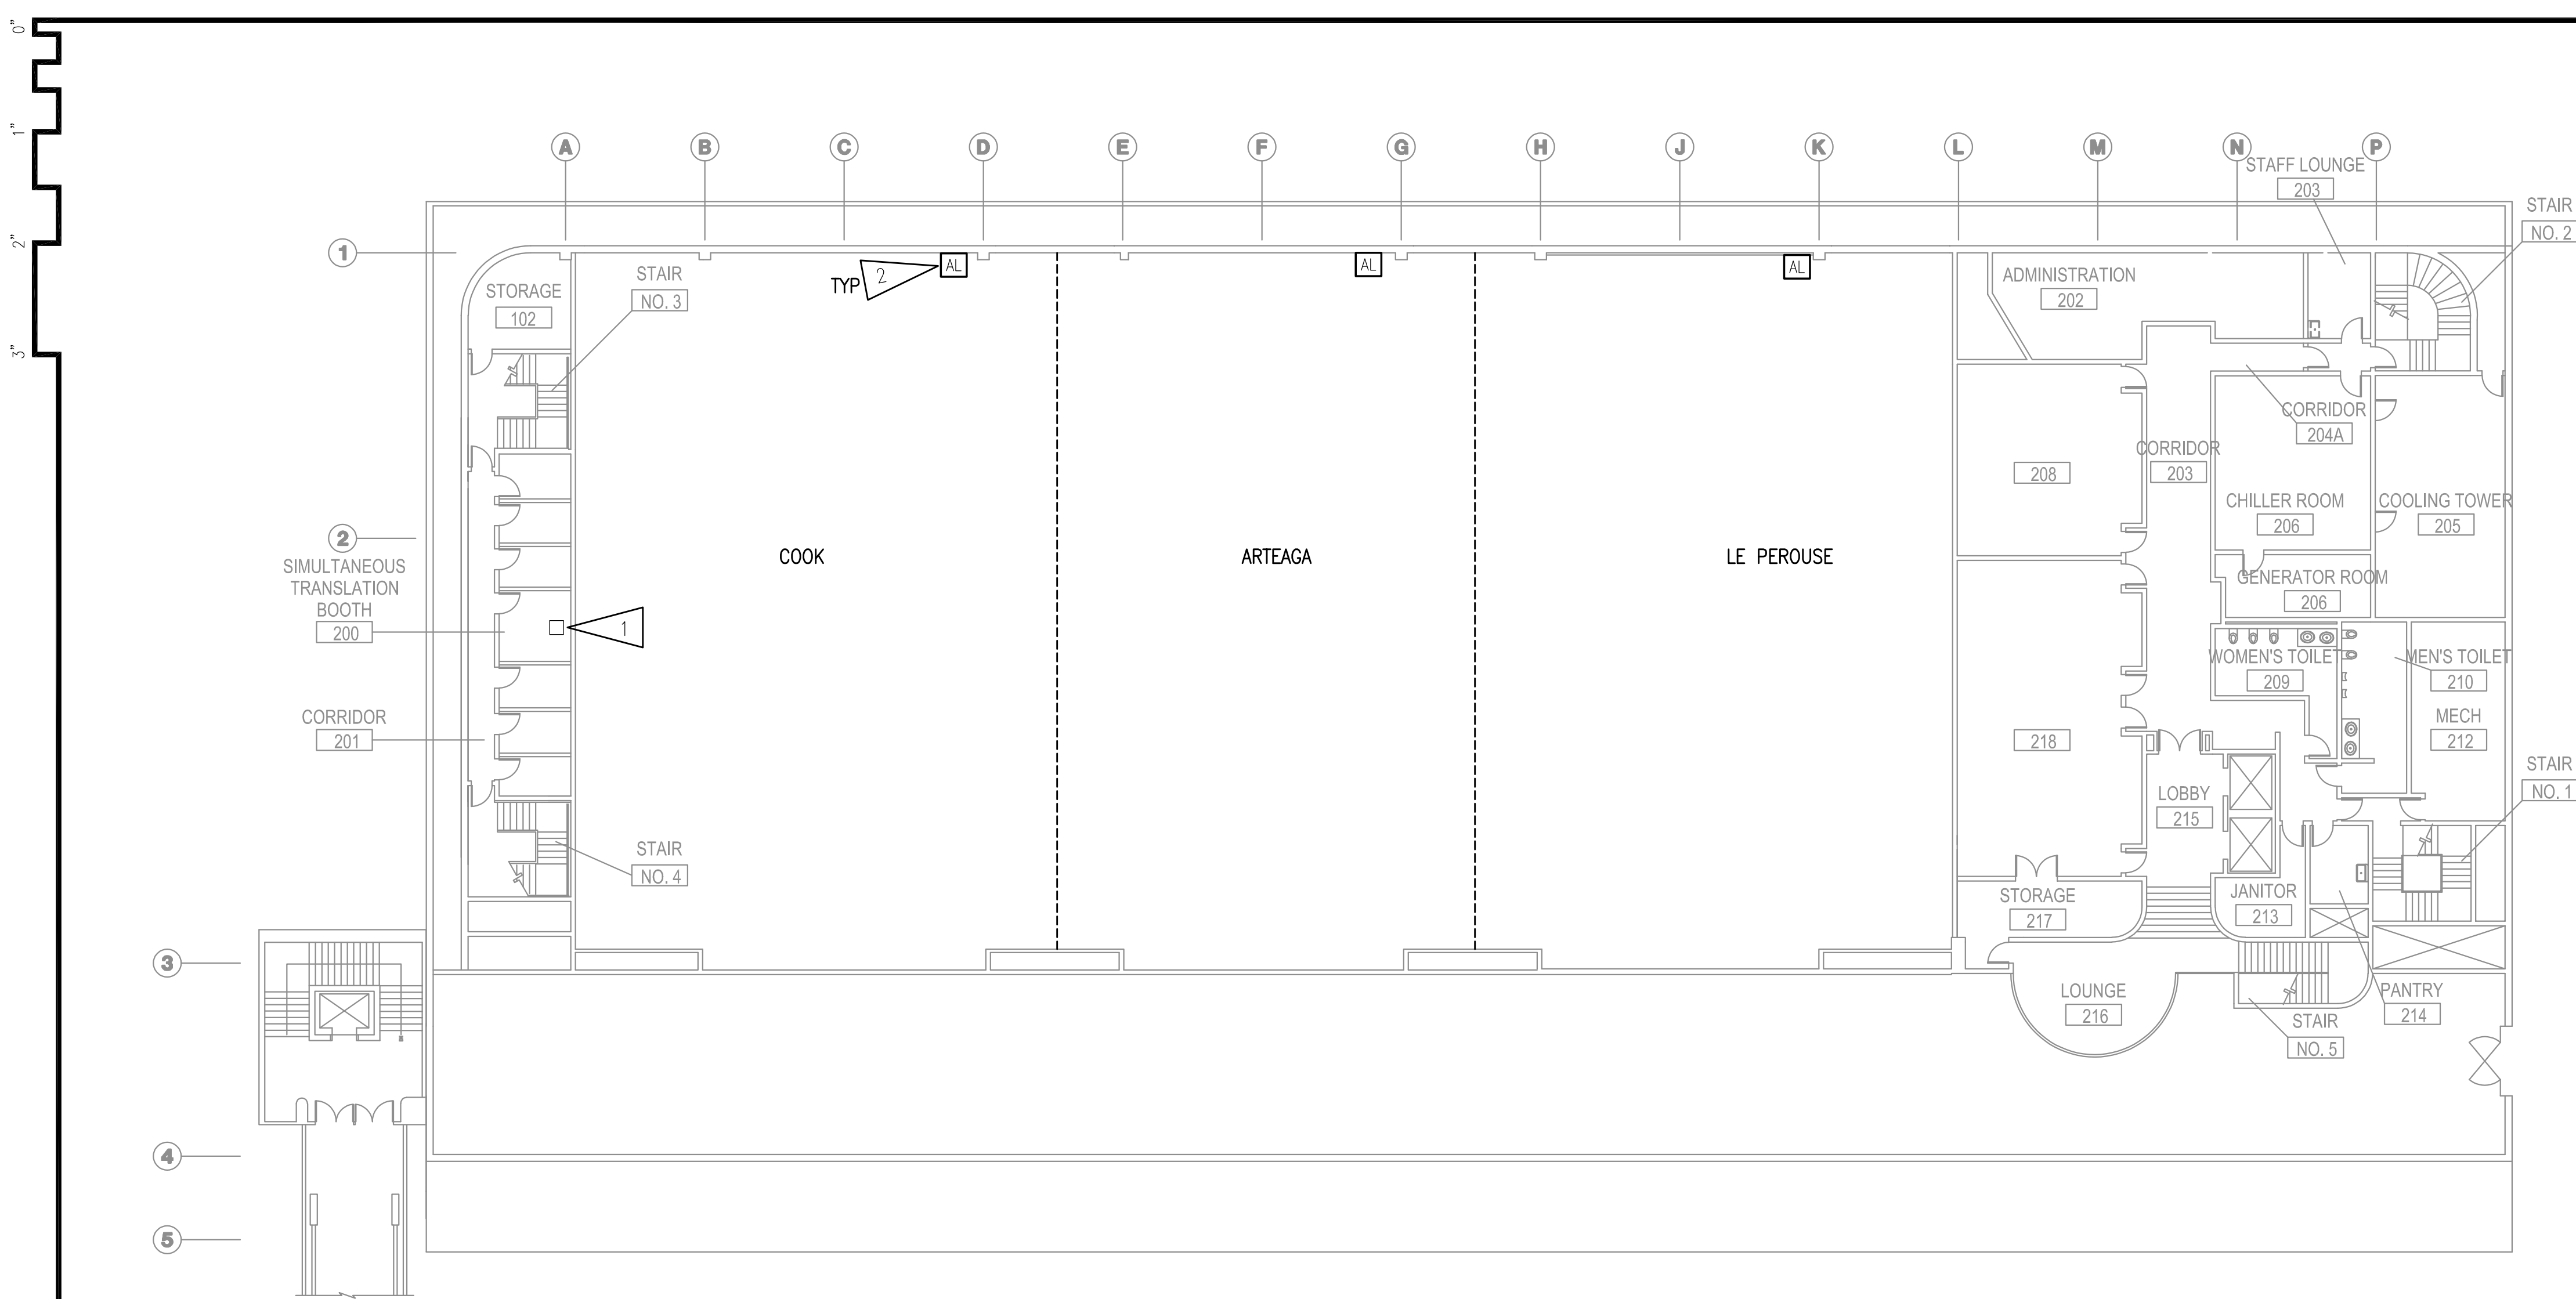 0"
1"
2"
3"
A B C D E F G H J K L M N P
STAFF LOUNGE
203
STAIR
NO. 2
1
TYP 2 AL
AL
AL
STAIR
NO. 3
STORAGE
102
ADMINISTRATION
202
CORRIDOR
204A
CORRIDOR
203
208
CHILLER ROOM
206
COOLING TOWER
205
2
SIMULTANEOUS
TRANSLATION
BOOTH
200
COOK
ARTEAGA
LE PEROUSE
GENERATOR ROOM
206
1
WOMEN'S TOILET
209
MEN'S TOILET
210
CORRIDOR
201
218
MECH
212
STAIR
NO. 1
LOBBY
215
STAIR
NO. 4
STORAGE
217
JANITOR
213
3
LOUNGE
216
PANTRY
214
STAIR
NO. 5
4
5